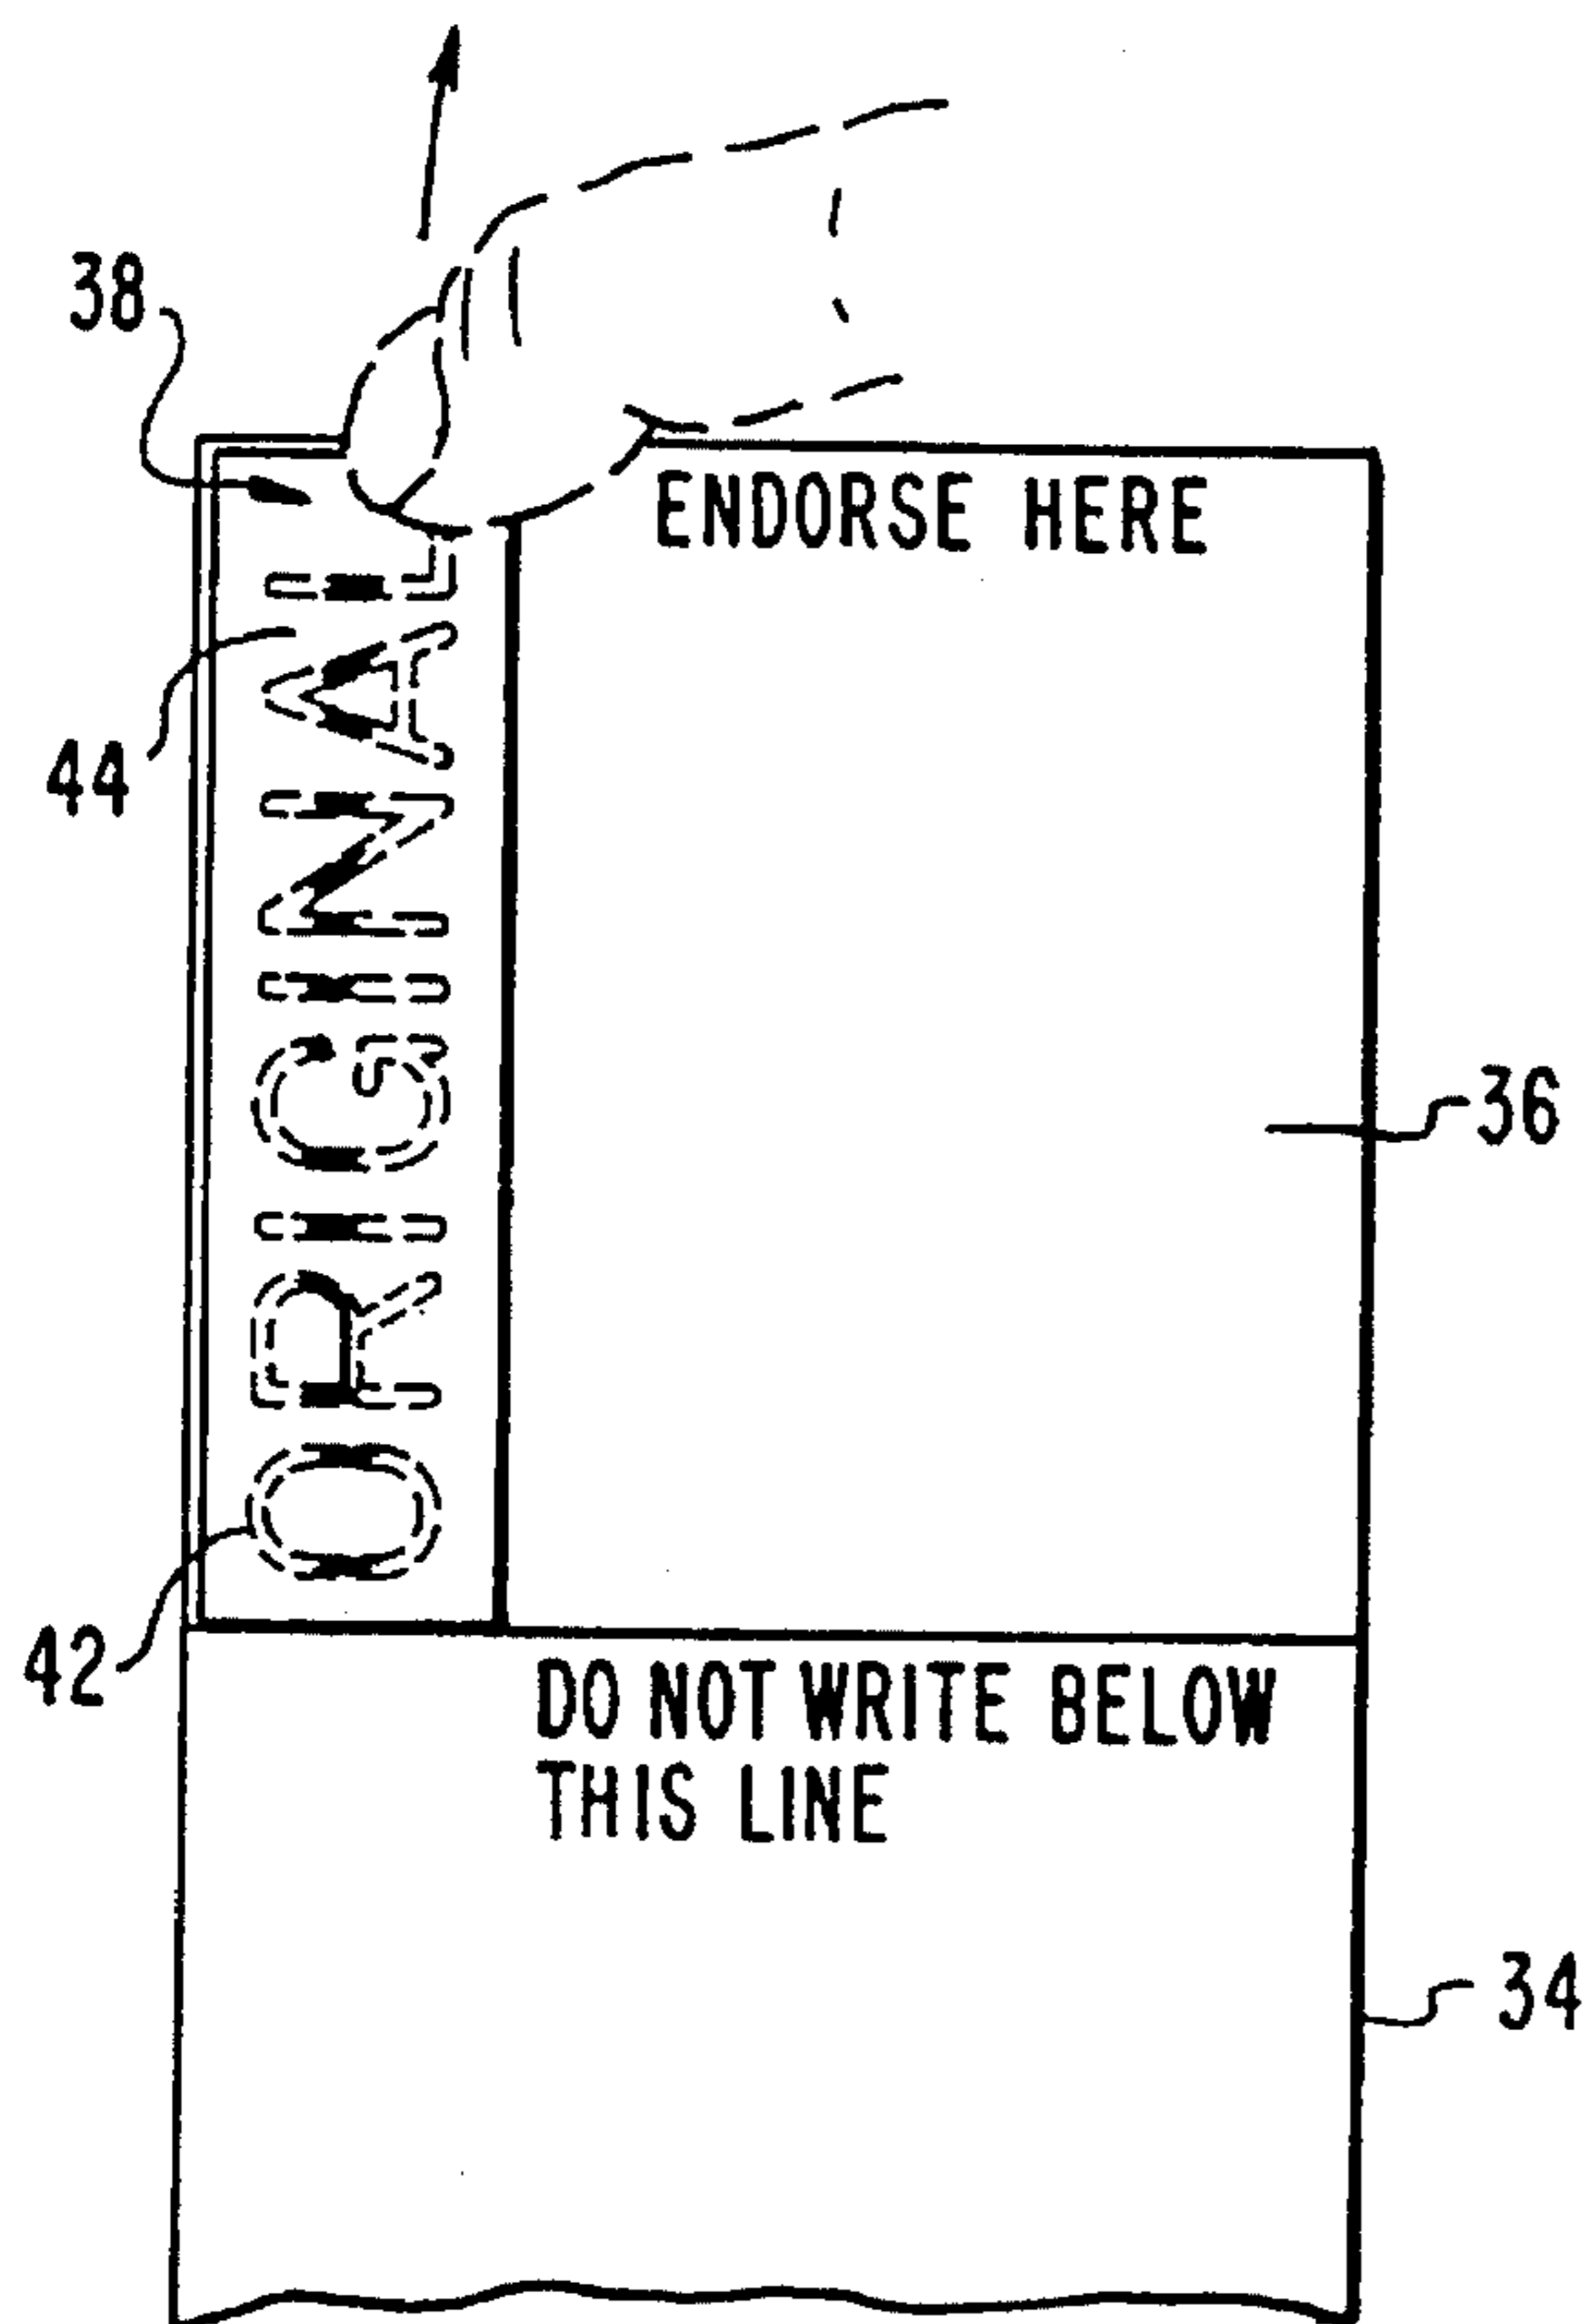 38
ENDORSE HERE
44
ORIGINAL
36
42
DO NOT WRITE BELOW
THIS LINE
34